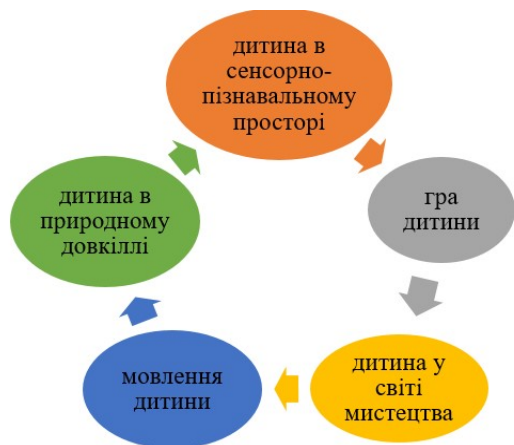 дитина в
сенсорно-
пізнавальному
просторі
гра
дитини
дитина у
світі
мистецтва
мовлення
дитини
дитина в
природному
довкіллі